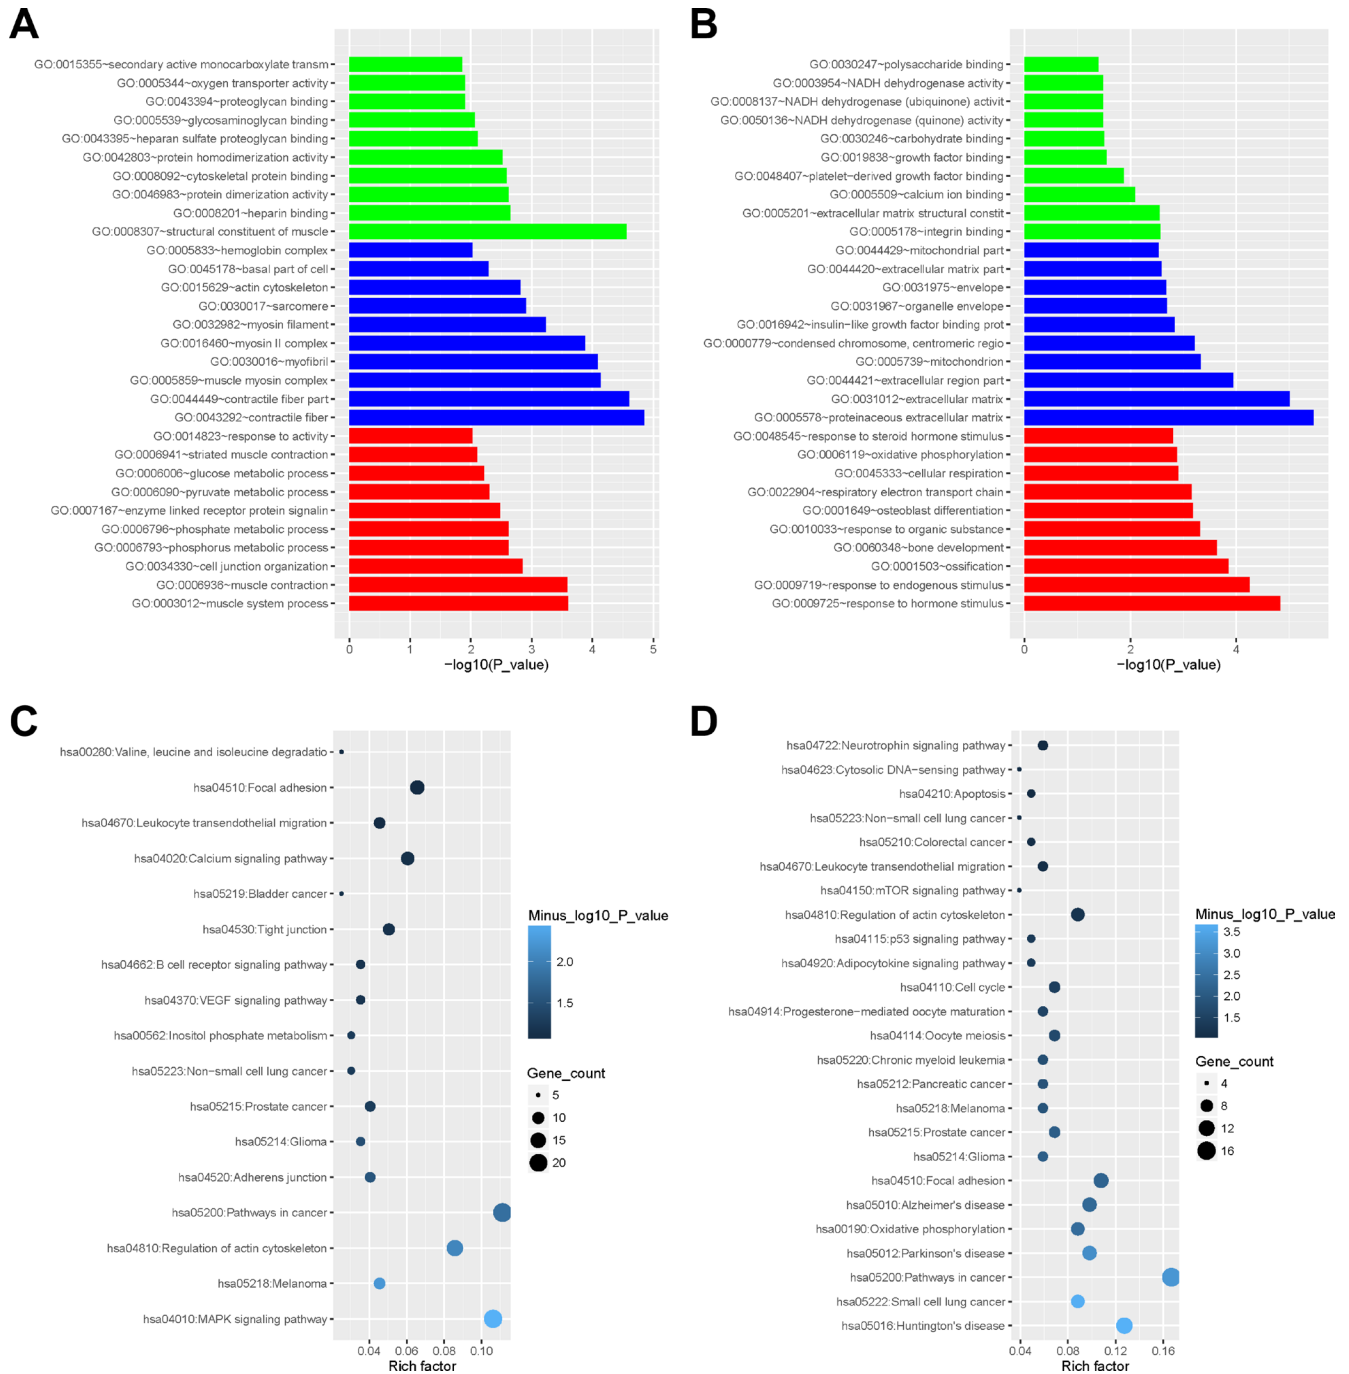 A
GO:0015355~secondary active monocarboxylate transm
GO:0005344~oxygen transporter activity
GO:0043394~proteoglycan binding
GO:0005539~glycosaminoglycan binding
GO:0043395~heparan sulfate proteoglycan binding
GO:0042803~protein homodimerization activity
GO:0008092~cytoskeletal protein binding
GO:0046983~protein dimerization activity
GO:0008201~heparin binding
GO:0008307~structural constituent of muscle
GO:0005833~hemoglobin complex
GO:0045178~basal part of cell
GO:0015629~actin cytoskeleton
GO:0030017~sarcomere
GO:0032982~myosin filament
GO:0016460~myosin II complex
GO:0030016~myofibril
GO:0005859~muscle myosin complex
GO:0044449~contractile fiber part
GO:0043292~contractile fiber
GO:0014823~response to activity
GO:0006941~striated muscle contraction
GO:0006006~glucose metabolic process
GO:0006090~pyruvate metabolic process
GO:0007167~enzyme linked receptor protein signalin
GO:0006796~phosphate metabolic process
GO:0006793~phosphorus metabolic process
GO:0034330~cell junction organization
GO:0006936~muscle contraction
GO:0003012~muscle system process
0 1 2 3 4 5
−log10(P_value)
B
GO:0030247~polysaccharide binding
GO:0003954~NADH dehydrogenase activity
GO:0008137~NADH dehydrogenase (ubiquinone) activit
GO:0050136~NADH dehydrogenase (quinone) activity
GO:0030246~carbohydrate binding
GO:0019838~growth factor binding
GO:0048407~platelet−derived growth factor binding
GO:0005509~calcium ion binding
GO:0005201~extracellular matrix structural constit
GO:0005178~integrin binding
GO:0044429~mitochondrial part
GO:0044420~extracellular matrix part
GO:0031975~envelope
GO:0031967~organelle envelope
GO:0016942~insulin−like growth factor binding prot
GO:0000779~condensed chromosome, centromeric regio
GO:0005739~mitochondrion
GO:0044421~extracellular region part
GO:0031012~extracellular matrix
GO:0005578~proteinaceous extracellular matrix
GO:0048545~response to steroid hormone stimulus
GO:0006119~oxidative phosphorylation
GO:0045333~cellular respiration
GO:0022904~respiratory electron transport chain
GO:0001649~osteoblast differentiation
GO:0010033~response to organic substance
GO:0060348~bone development
GO:0001503~ossification
GO:0009719~response to endogenous stimulus
GO:0009725~response to hormone stimulus
0 2 4
−log10(P_value)
C
hsa00280:Valine, leucine and isoleucine degradatio
hsa04510:Focal adhesion
hsa04670:Leukocyte transendothelial migration
hsa04020:Calcium signaling pathway
hsa05219:Bladder cancer
hsa04530:Tight junction
hsa04662:B cell receptor signaling pathway
hsa04370:VEGF signaling pathway
hsa00562:Inositol phosphate metabolism
hsa05223:Non−small cell lung cancer
hsa05215:Prostate cancer
hsa05214:Glioma
hsa04520:Adherens junction
hsa05200:Pathways in cancer
hsa04810:Regulation of actin cytoskeleton
hsa05218:Melanoma
hsa04010:MAPK signaling pathway
0.04 0.06 0.08 0.10
Rich factor
Minus_log10_P_value
2.0
1.5
Gene_count
5
10
15
20
D
hsa04722:Neurotrophin signaling pathway
hsa04623:Cytosolic DNA−sensing pathway
hsa04210:Apoptosis
hsa05223:Non−small cell lung cancer
hsa05210:Colorectal cancer
hsa04670:Leukocyte transendothelial migration
hsa04150:mTOR signaling pathway
hsa04810:Regulation of actin cytoskeleton
hsa04115:p53 signaling pathway
hsa04920:Adipocytokine signaling pathway
hsa04110:Cell cycle
hsa04914:Progesterone−mediated oocyte maturation
hsa04114:Oocyte meiosis
hsa05220:Chronic myeloid leukemia
hsa05212:Pancreatic cancer
hsa05218:Melanoma
hsa05215:Prostate cancer
hsa05214:Glioma
hsa04510:Focal adhesion
hsa05010:Alzheimer's disease
hsa00190:Oxidative phosphorylation
hsa05012:Parkinson's disease
hsa05200:Pathways in cancer
hsa05222:Small cell lung cancer
hsa05016:Huntington's disease
0.04 0.08 0.12 0.16
Rich factor
Minus_log10_P_value
3.5
3.0
2.5
2.0
1.5
Gene_count
4
8
12
16